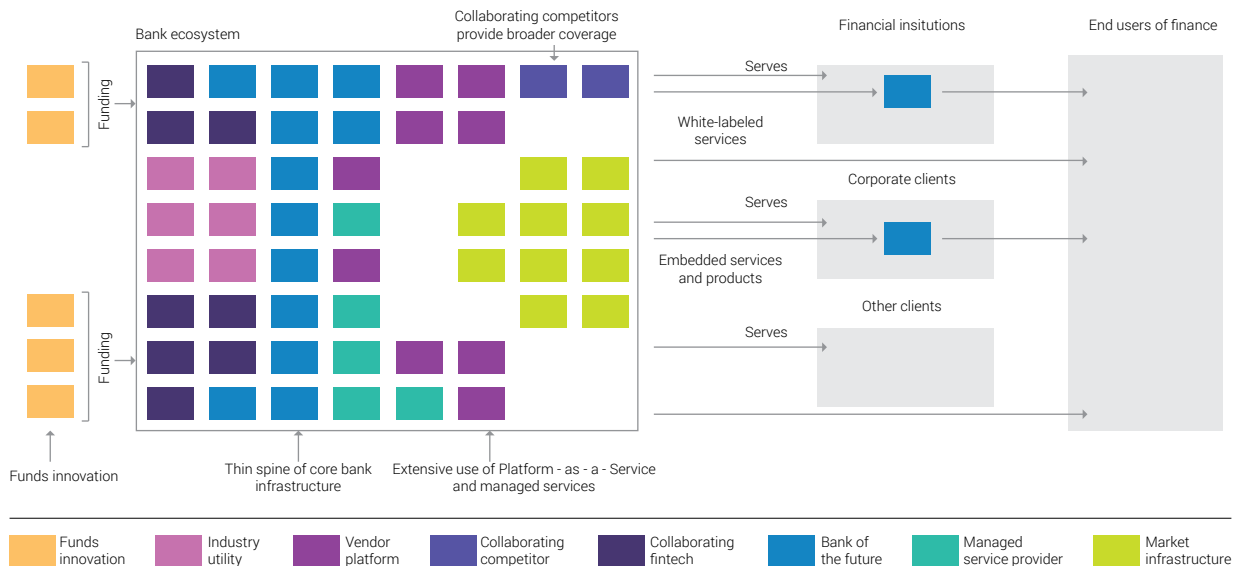 Bank ecosystem
Collaborating competitors
provide broader coverage
Financial insitutions
End users of finance
Funding
Serves
White-labeled
services
Corporate clients
Serves
Embedded services
and products
Other clients
Funding
Serves
Funds innovation
Thin spine of core bank
infrastructure
Extensive use of Platform - as - a - Service
and managed services
Funds
innovation
Industry
utility
Vendor
platform
Collaborating
competitor
Collaborating
fintech
Bank of
the future
Managed
service provider
Market
infrastructure